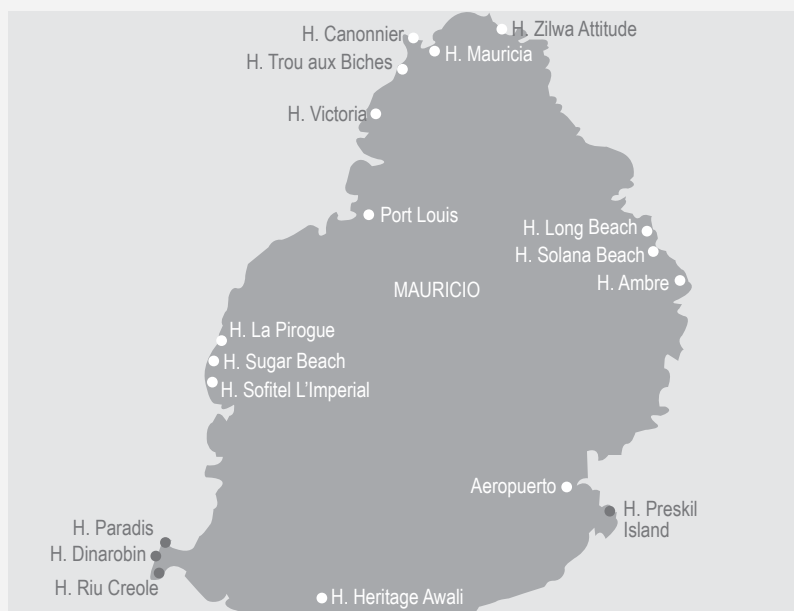 H. Zilwa Attitude
H. Canonnier
H. Mauricia
H. Trou aux Biches
H. Victoria
Port Louis
H. Long Beach
H. Solana Beach
H. Ambre
MAURICIO
H. La Pirogue
H. Sugar Beach
H. Sofitel L'Imperial
Aeropuerto
H. Preskil
Island
H. Paradis
H. Dinarobin
H. Riu Creole
H. Heritage Awali